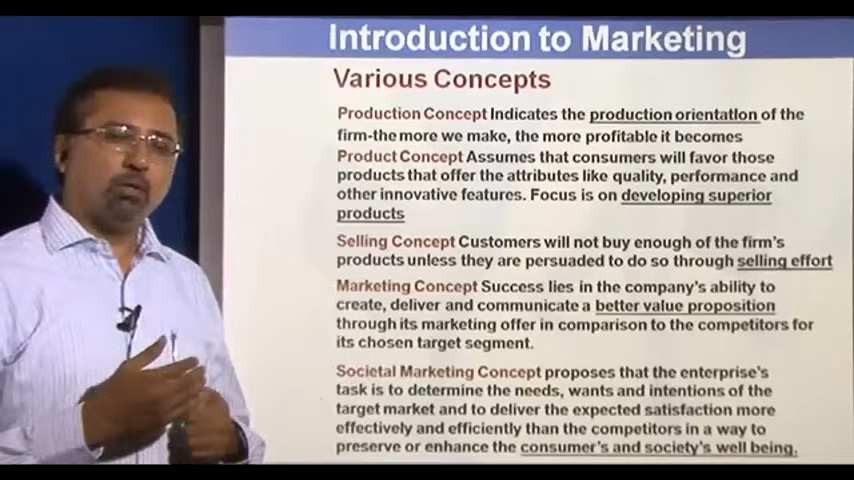 Introduction to Marketing
Various Concepts
Production Concept Indicates the production orientation of the
firm-the more we make, the more profitable it becomes
Product Concept Assumes that consumers will favor those
products that offer the attributes like quality, performance and
other innovative features. Focus is on developing superior
products
Selling Concept Customers will not buy enough of the firm's
products unless they are persuaded to do so through selling effort
Marketing Concept Success lies in the company's ability to
create, deliver and communicate a better value proposition
through its marketing offer in comparison to the competitors for
its chosen target segment.
Societal Marketing Concept proposes that the enterprise's
task is to determine the needs, wants and intentions of the
target market and to deliver the expected satisfaction more
effectively and efficiently than the competitors in a way to
preserve or enhance the consumer's and society's well being.